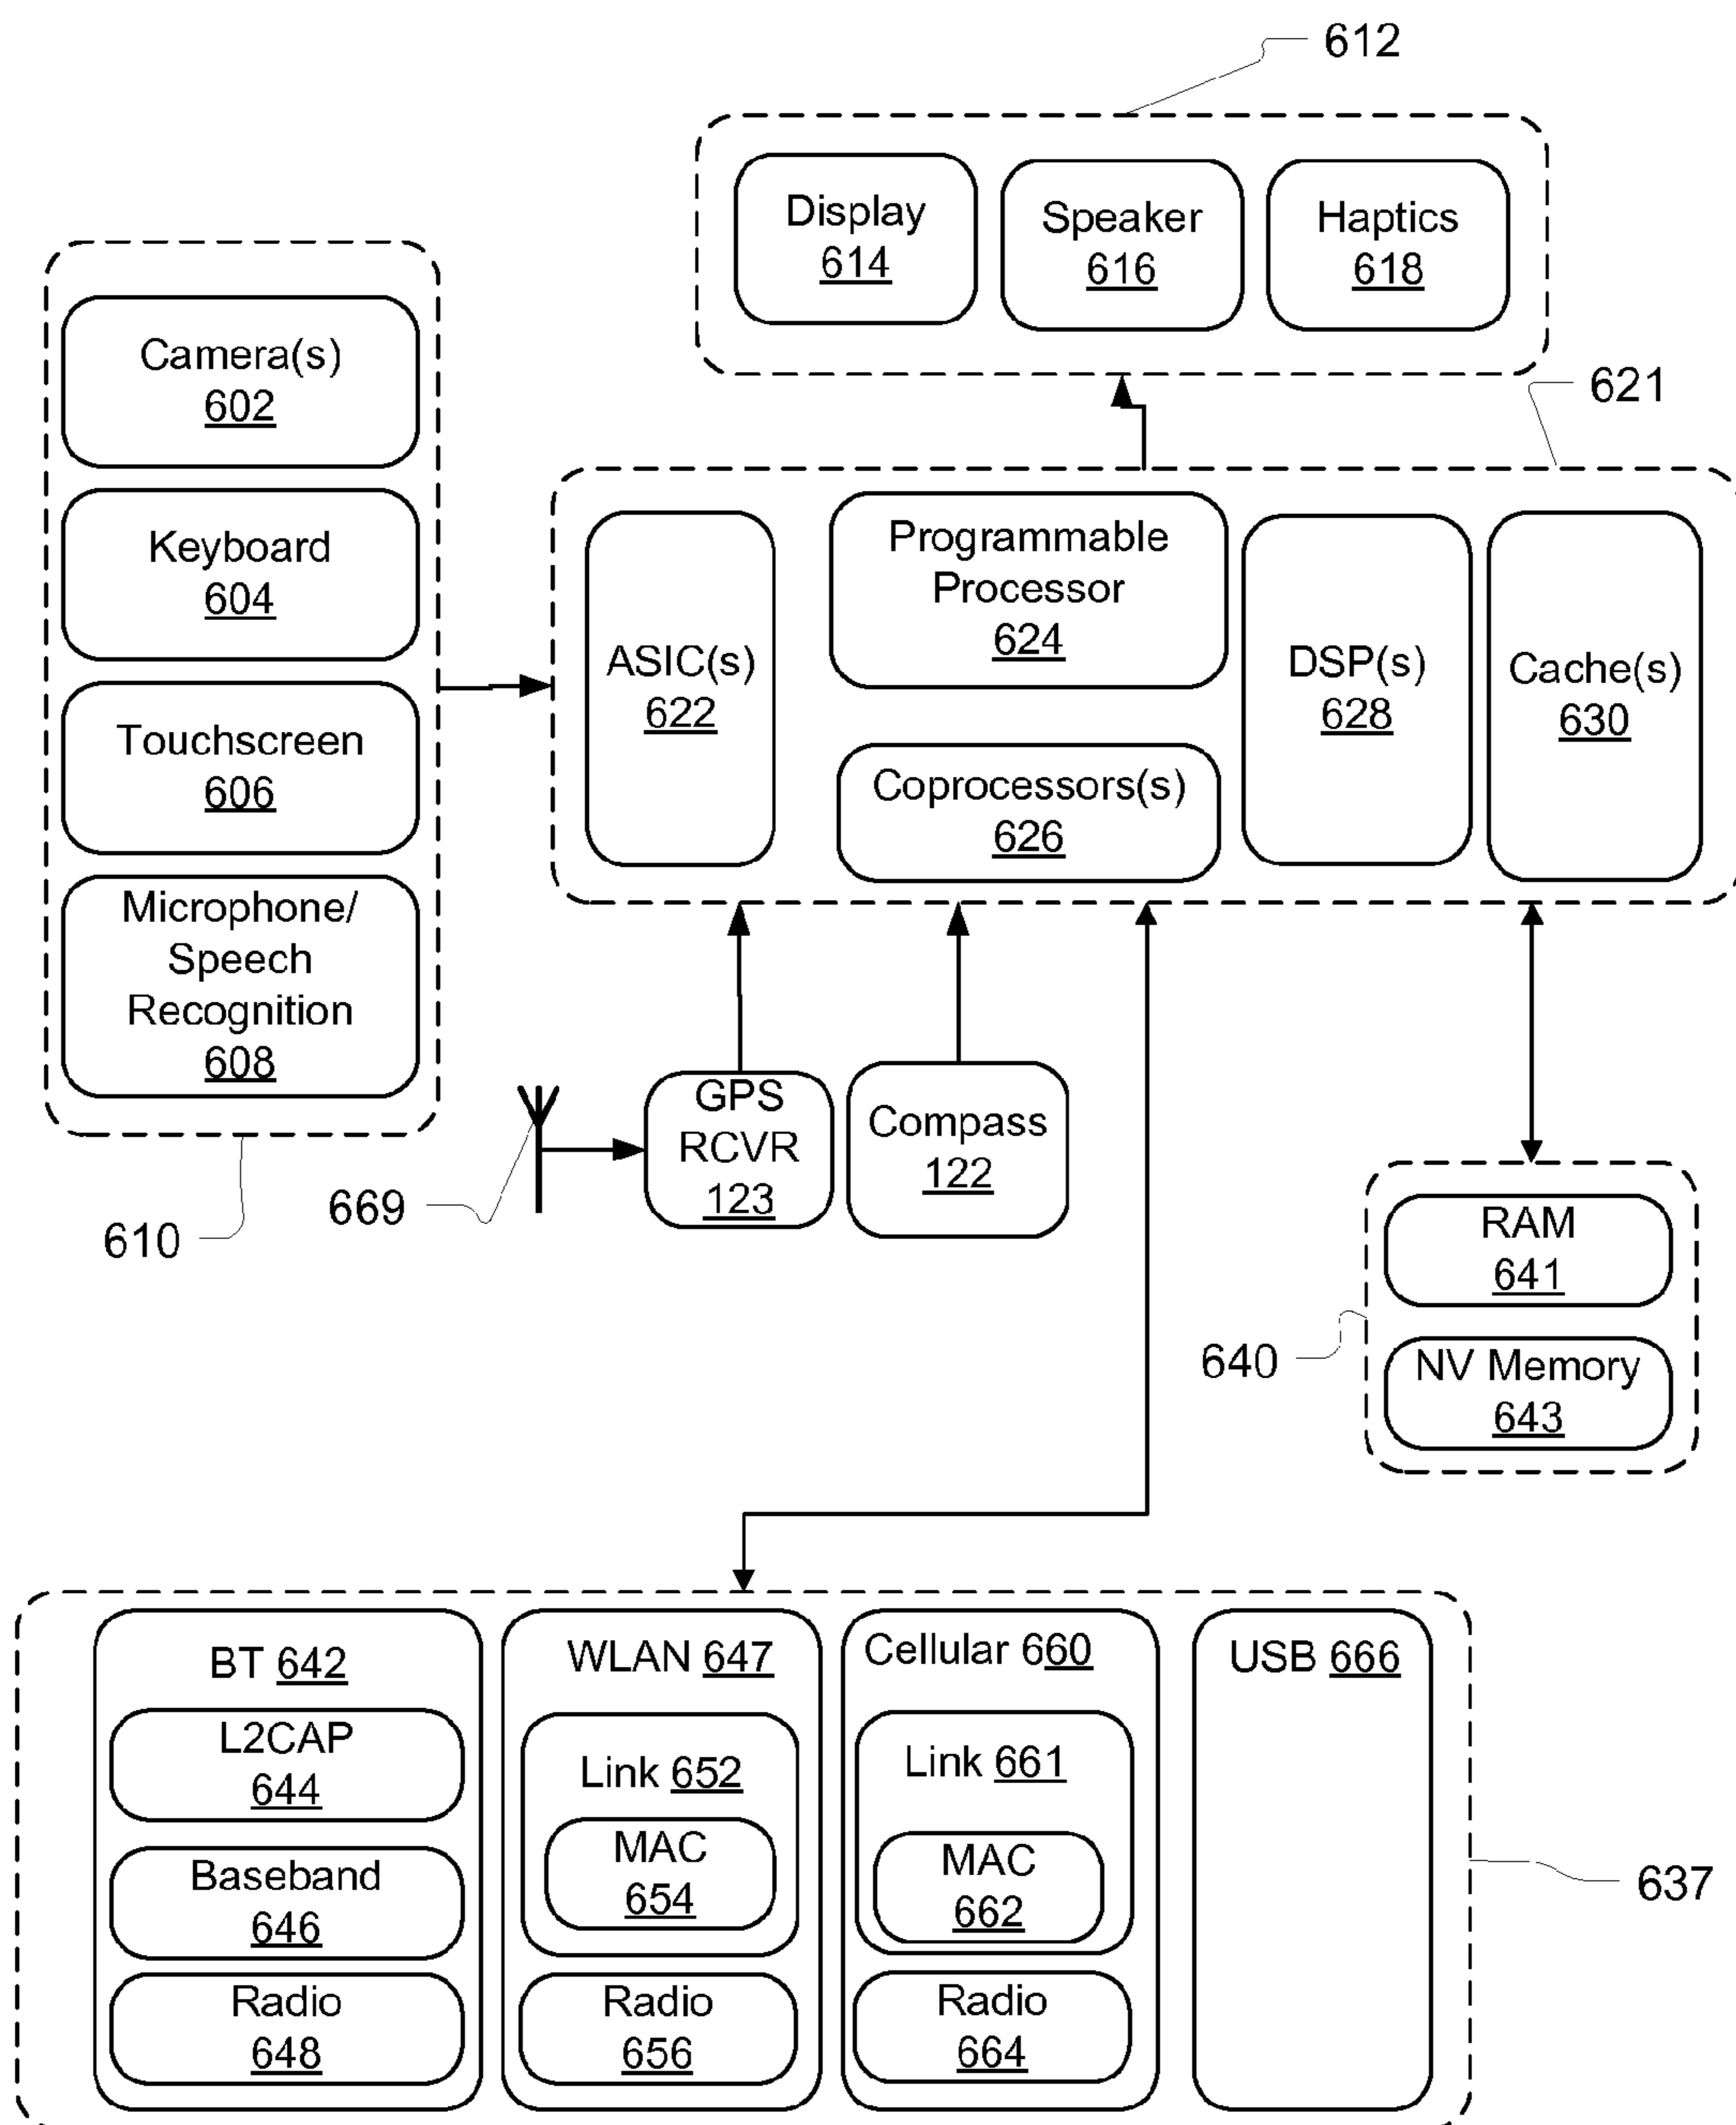 612
Display
614
Speaker
616
Haptics
618
621
Camera(s)
602
Keyboard
604
Touchscreen
606
Microphone/
Speech
Recognition
608
610
ASIC(s)
622
Programmable
Processor
624
Coprocessors(s)
626
DSP(s)
628
Cache(s)
630
669
GPS
RCVR
123
Compass
122
640
RAM
641
NV Memory
643
BT 642
L2CAP
644
Baseband
646
Radio
648
WLAN 647
Link 652
MAC
654
Radio
656
Cellular 660
Link 661
MAC
662
Radio
664
USB 666
637